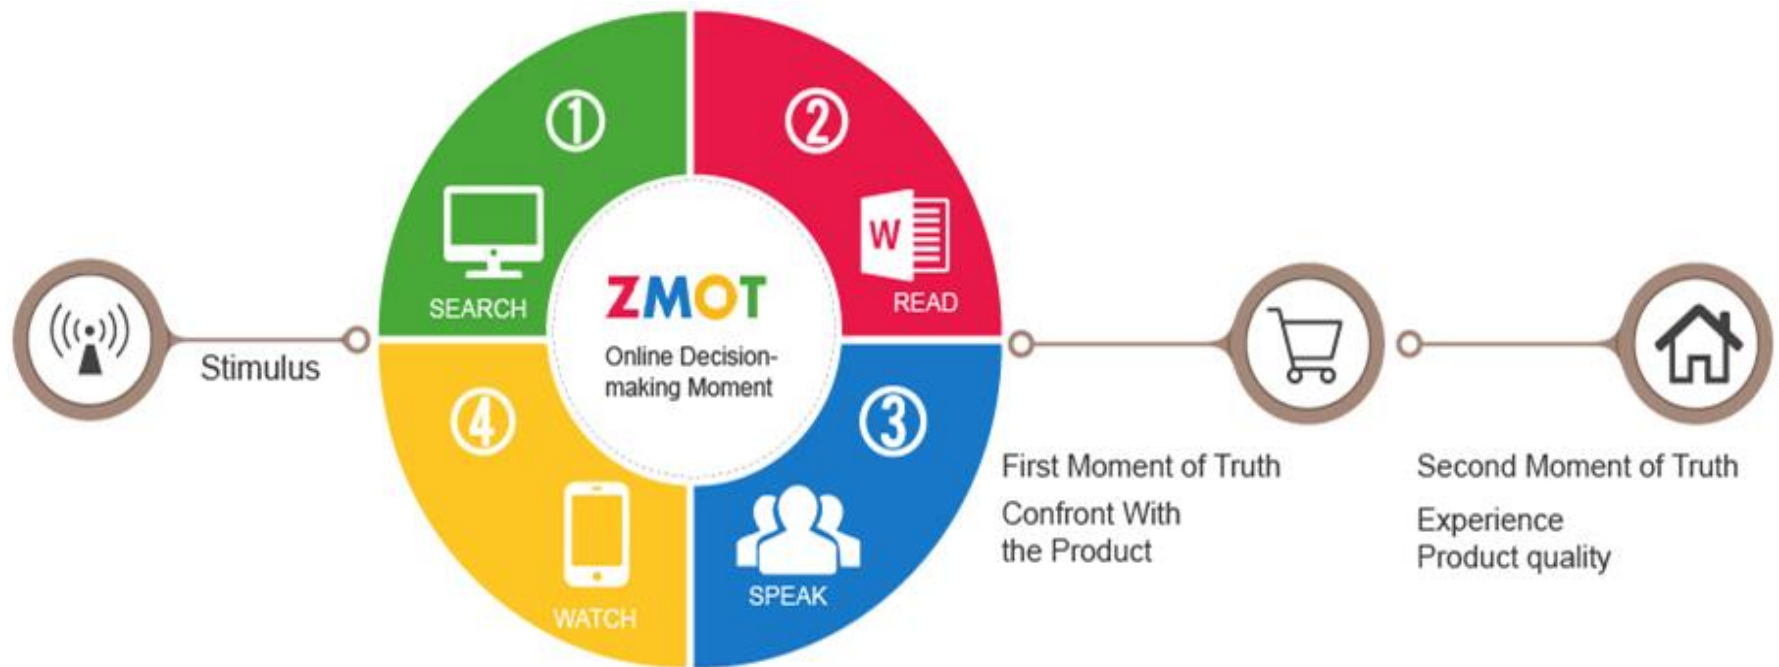 Stimulus
1
SEARCH
2
W
READ
ZMOT
Online Decision-
making Moment
4
WATCH
3
SPEAK
First Moment of Truth
Confront With
the Product
Second Moment of Truth
Experience
Product quality